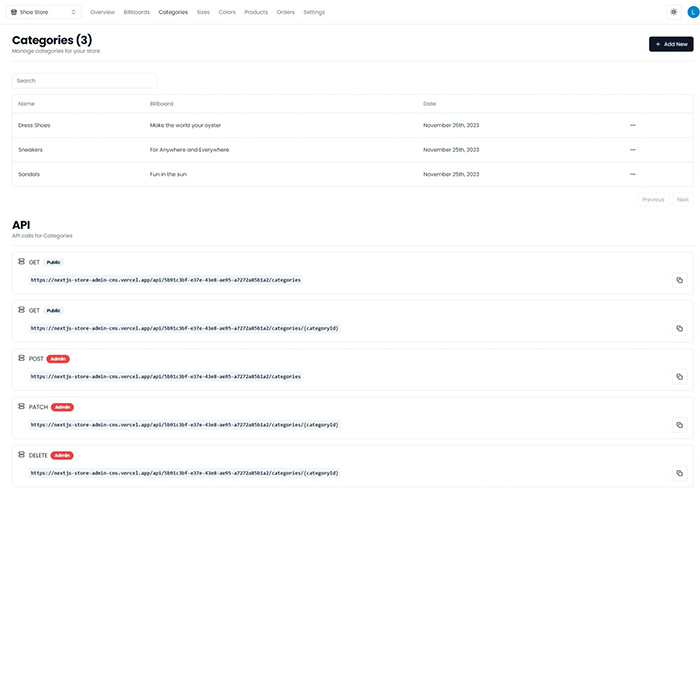 Shoe Store Overview Billboards Categories Sizes Colors Products Orders Settings L
Categories (3)
Manage categories for your store
+ Add New
Search
Name Billboard Date
Dress Shoes Make the world your oyster November 26th, 2023
Sneakers For Anywhere and Everywhere November 25th, 2023
Sandals Fun in the sun November 25th, 2023
Previous Next
API
API calls for Categories
GET Public
https://nextjs-store-admin-cms.vercel.app/api/5b91c3bf-e37e-43e8-ae95-a7272a85b1a2/categories
GET Public
https://nextjs-store-admin-cms.vercel.app/api/5b91c3bf-e37e-43e8-ae95-a7272a85b1a2/categories/{categoryId}
POST Admin
https://nextjs-store-admin-cms.vercel.app/api/5b91c3bf-e37e-43e8-ae95-a7272a85b1a2/categories
PATCH Admin
https://nextjs-store-admin-cms.vercel.app/api/5b91c3bf-e37e-43e8-ae95-a7272a85b1a2/categories/{categoryId}
DELETE Admin
https://nextjs-store-admin-cms.vercel.app/api/5b91c3bf-e37e-43e8-ae95-a7272a85b1a2/categories/{categoryId}